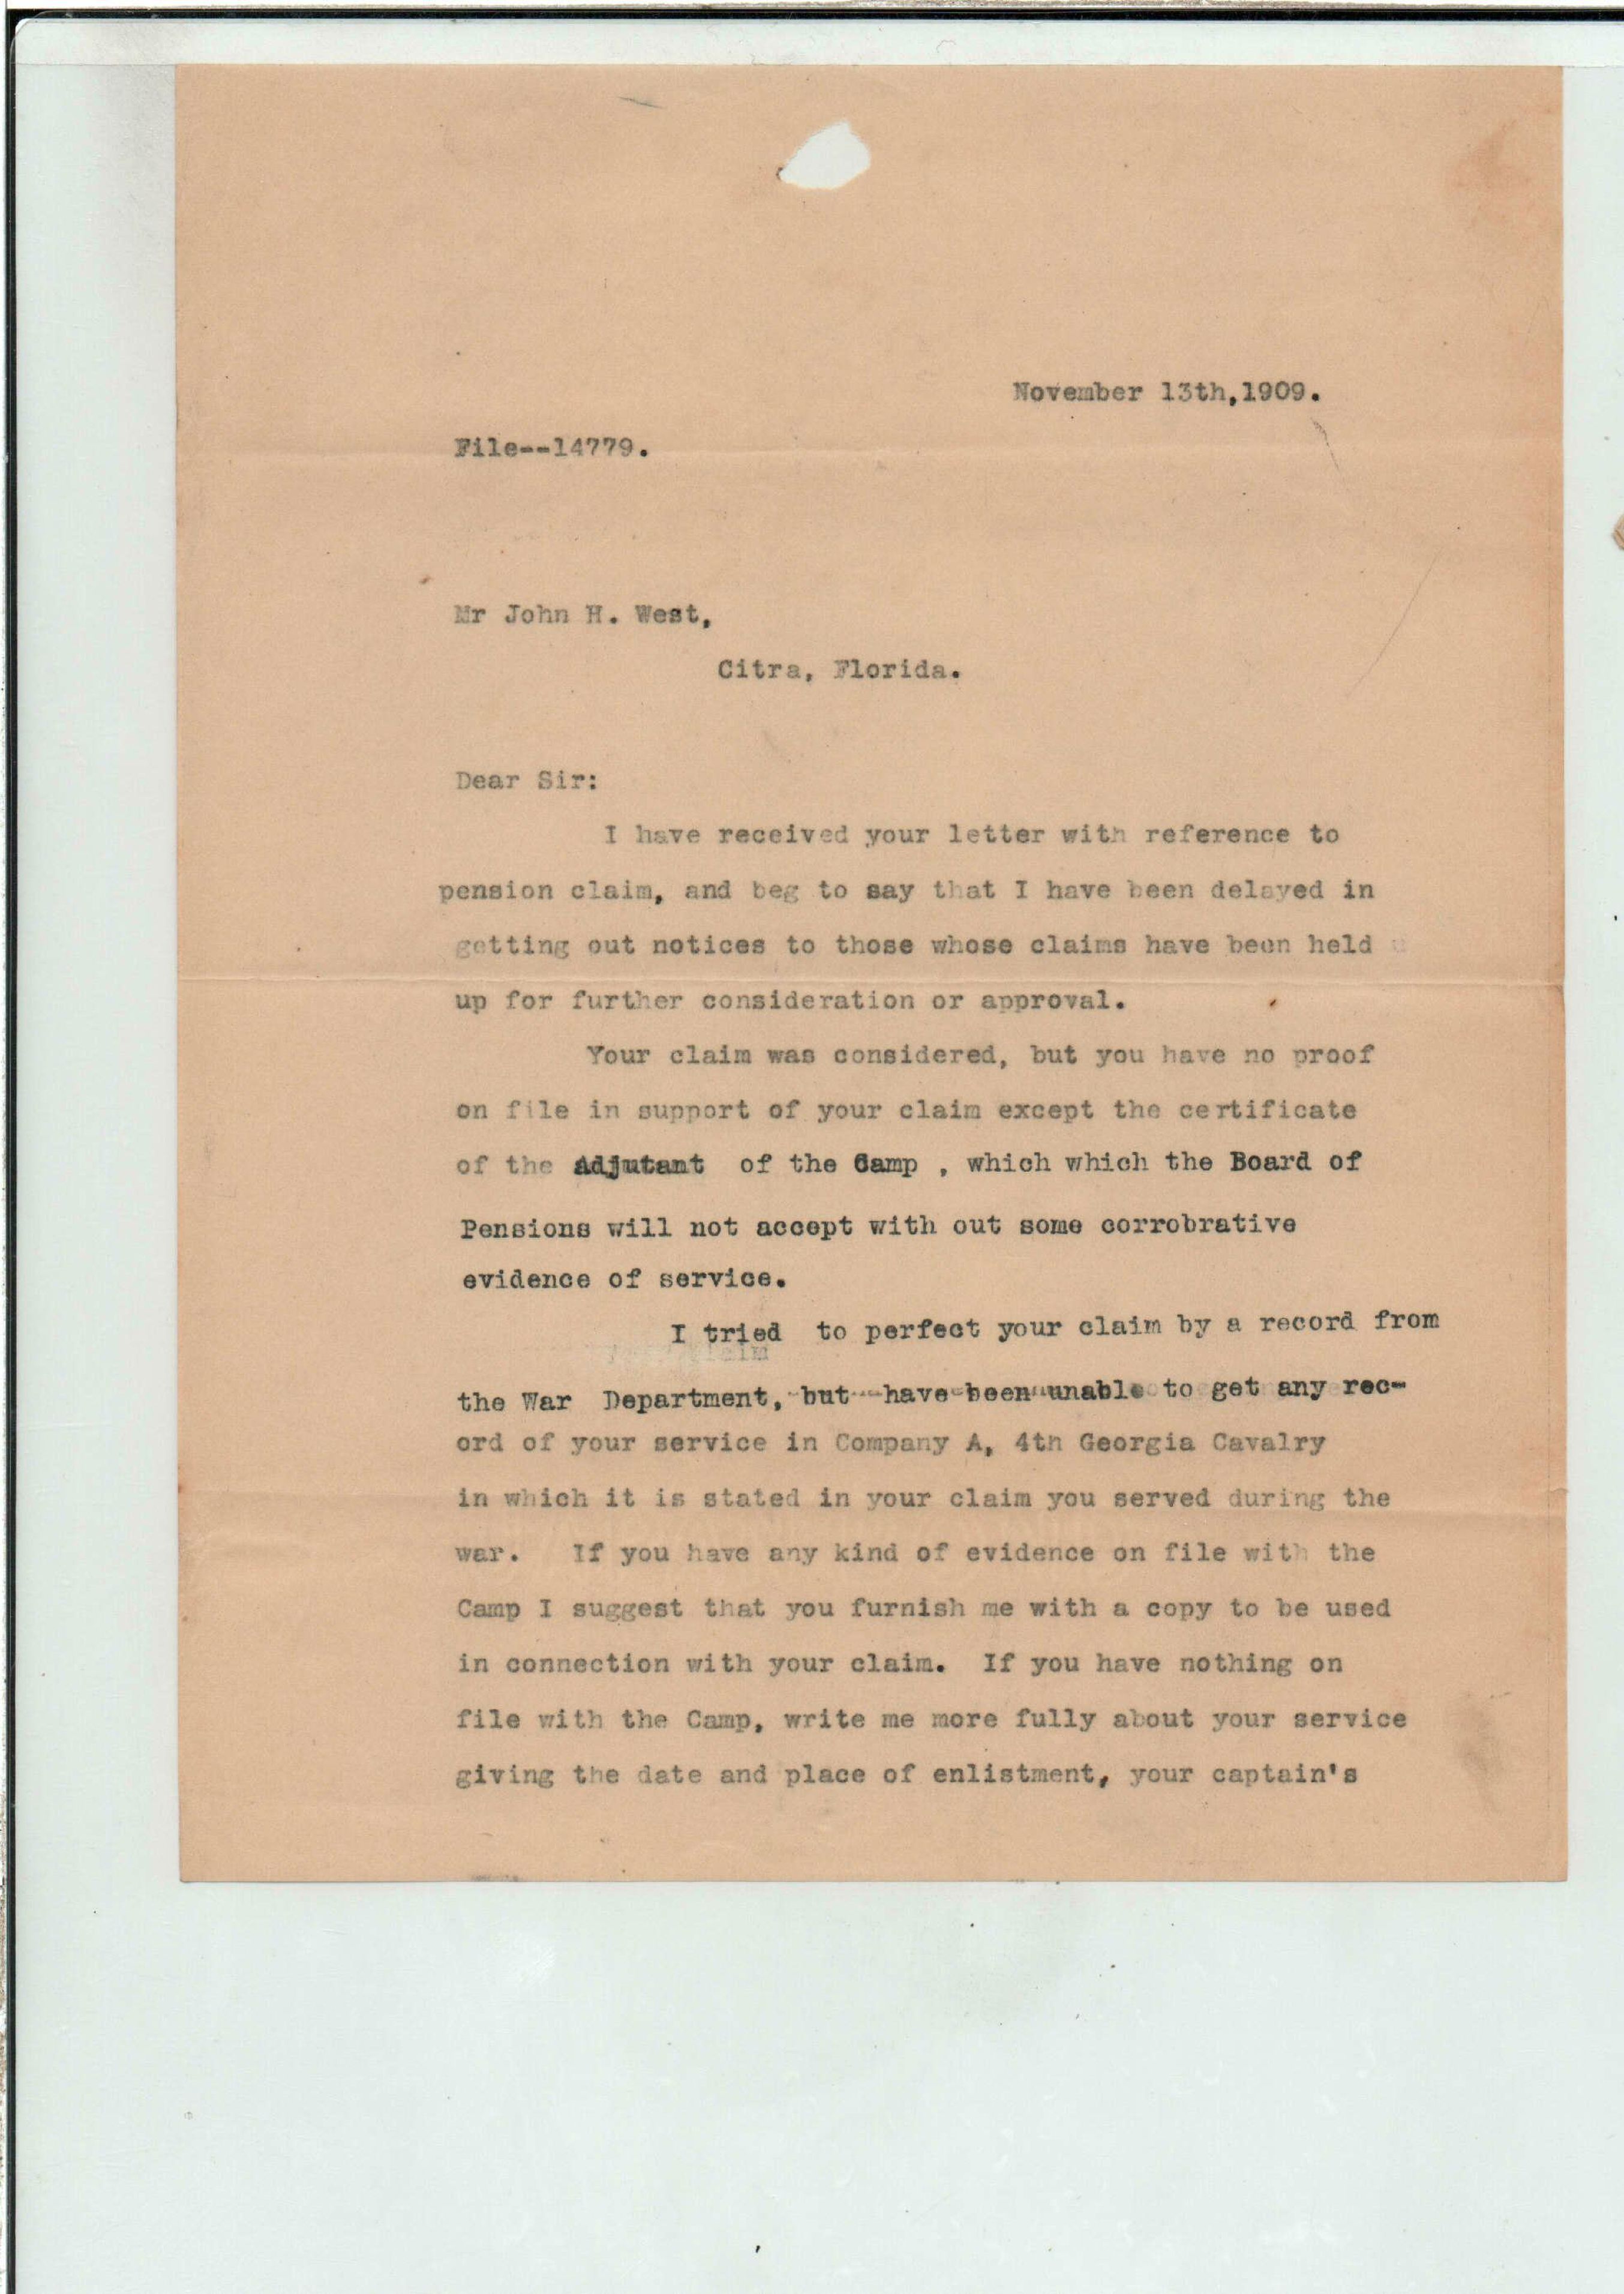 November 13th,1909.
File--14779.
Mr John H. West,
Citra, Florida.
Dear Sir:
I have received your letter with reference to
pension claim, and beg to say that I have been delayed in
getting out notices to those whose claims have been held
up for further consideration or approval.
Your claim was considered, but you have no proof
on file in support of your claim except the certificate
of the Adjutant of the Camp , which which the Board of
Pensions will not accept with out some corrobrative
evidence of service.
I tried to perfect your claim by a record from
the War Department, but have been unable to get any rec-
ord of your service in Company A, 4th Georgia Cavalry
in which it is stated in your claim you served during the
war. If you have any kind of evidence on file with the
Camp I suggest that you furnish me with a copy to be used
in connection with your claim. If you have nothing on
file with the Camp, write me more fully about your service
giving the date and place of enlistment, your captain's